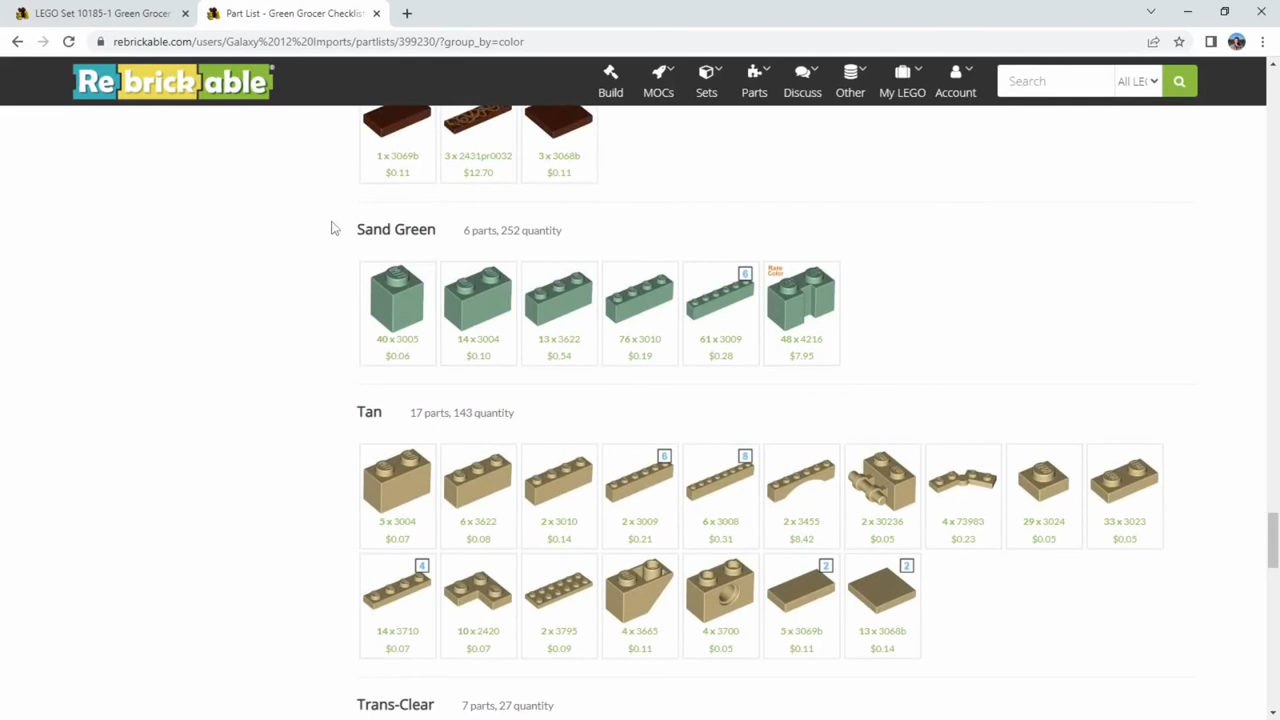 LEGO Set 10185-1 Green Grocer
Part List - Green Grocer Checklist
rebrickable.com/users/Galaxy%2012%20Imports/partlists/399230/?group_by=color
Rebrickable
Build MOCs Sets Parts Discuss Other My LEGO Account
Search All LE
1 x 3069b 3 x 2431pr0032 3 x 3068b
$0.11 $12.70 $0.11
Sand Green 6 parts, 252 quantity
6 Rare Color
40 x 3005 14 x 3004 13 x 3622 76 x 3010 61 x 3009 48 x 4216
$0.06 $0.10 $0.54 $0.19 $0.28 $7.95
Tan 17 parts, 143 quantity
6 8
5 x 3004 6 x 3622 2 x 3010 2 x 3009 6 x 3008 2 x 3455 2 x 30236 4 x 73983 29 x 3024 33 x 3023
$0.07 $0.08 $0.14 $0.21 $0.31 $8.42 $0.05 $0.23 $0.05 $0.05
4 2 2
14 x 3710 10 x 2420 2 x 3795 4 x 3665 4 x 3700 5 x 3069b 13 x 3068b
$0.07 $0.07 $0.09 $0.11 $0.05 $0.11 $0.14
Trans-Clear 7 parts, 27 quantity